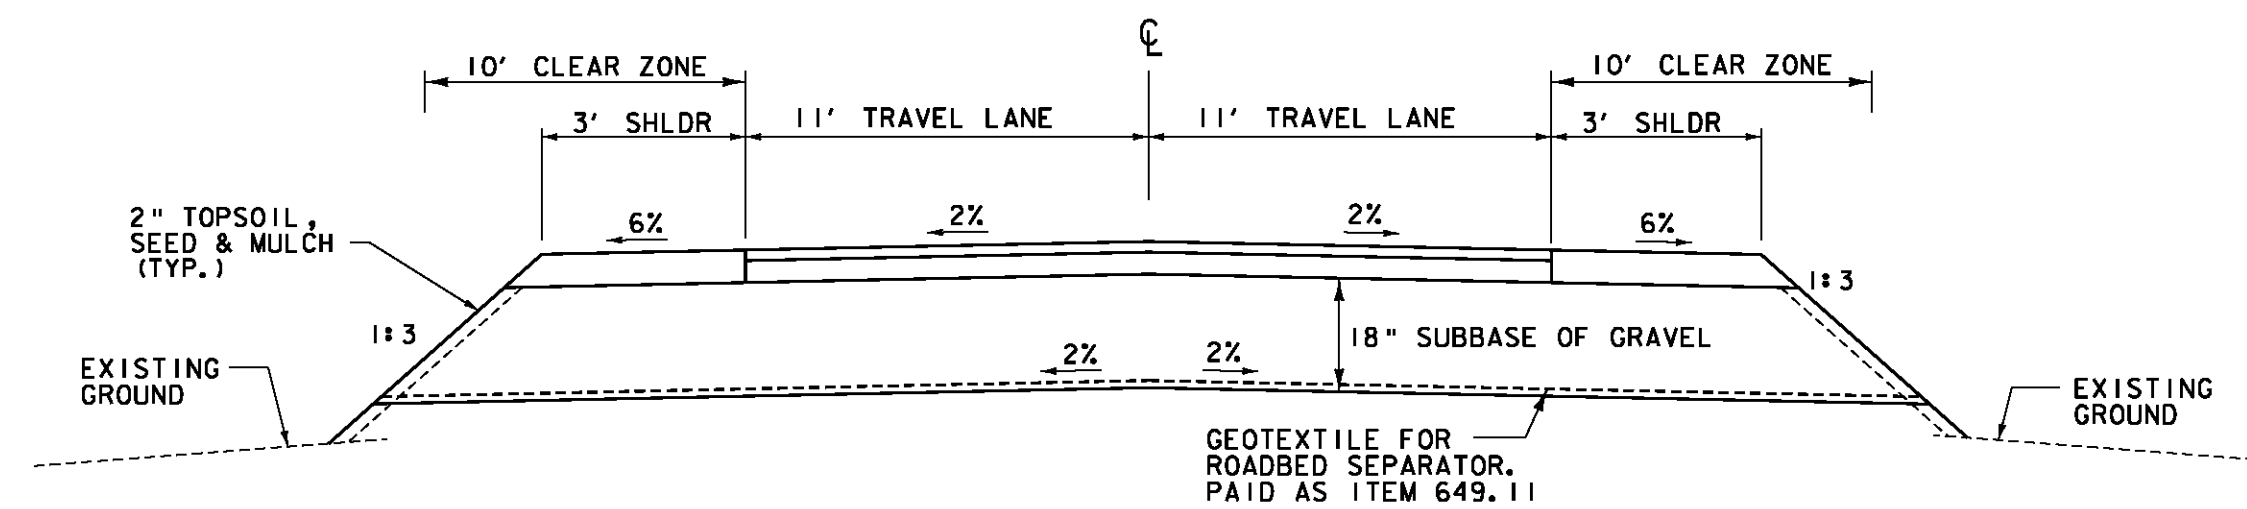 ℄
10' CLEAR ZONE
10' CLEAR ZONE
3' SHLDR
11' TRAVEL LANE
11' TRAVEL LANE
3' SHLDR
2" TOPSOIL,
SEED & MULCH
(TYP.)
6%
2%
2%
6%
1:3
1:3
18" SUBBASE OF GRAVEL
2%
2%
EXISTING
GROUND
EXISTING
GROUND
GEOTEXTILE FOR
ROADBED SEPARATOR.
PAID AS ITEM 649.11